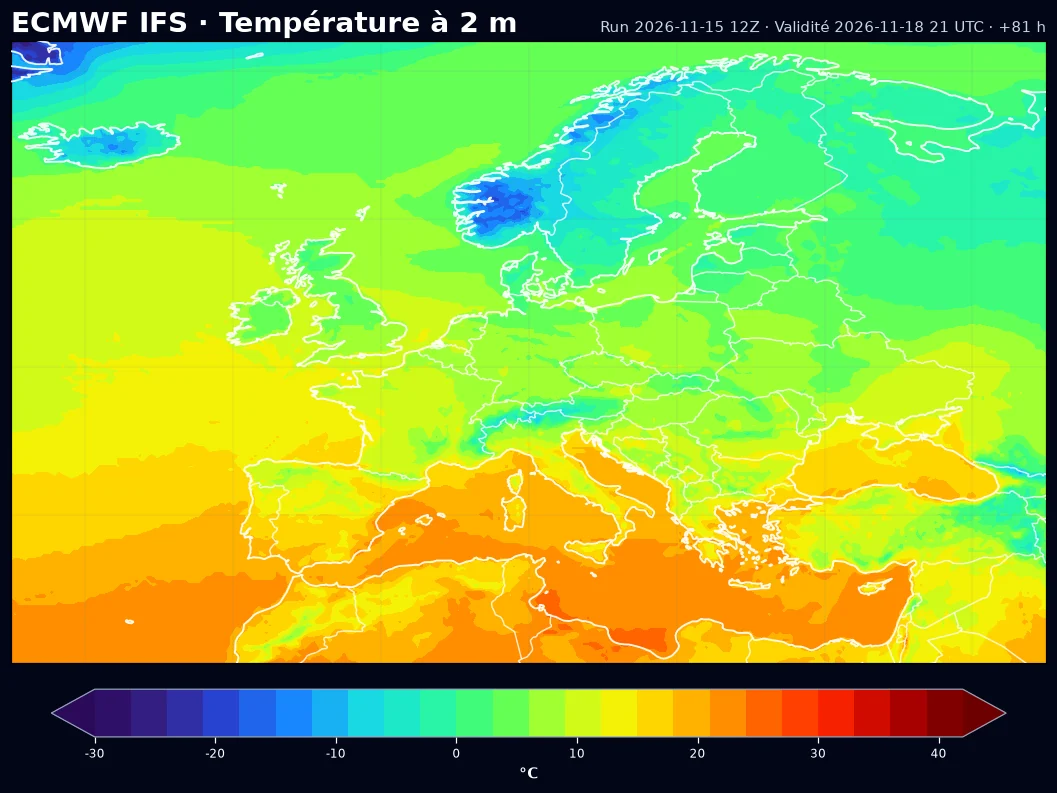 ECMWF IFS · Température à 2 m
Run 2026-11-15 12Z · Validité 2026-11-18 21 UTC · +81 h
-30 -20 -10 0 10 20 30 40
°C